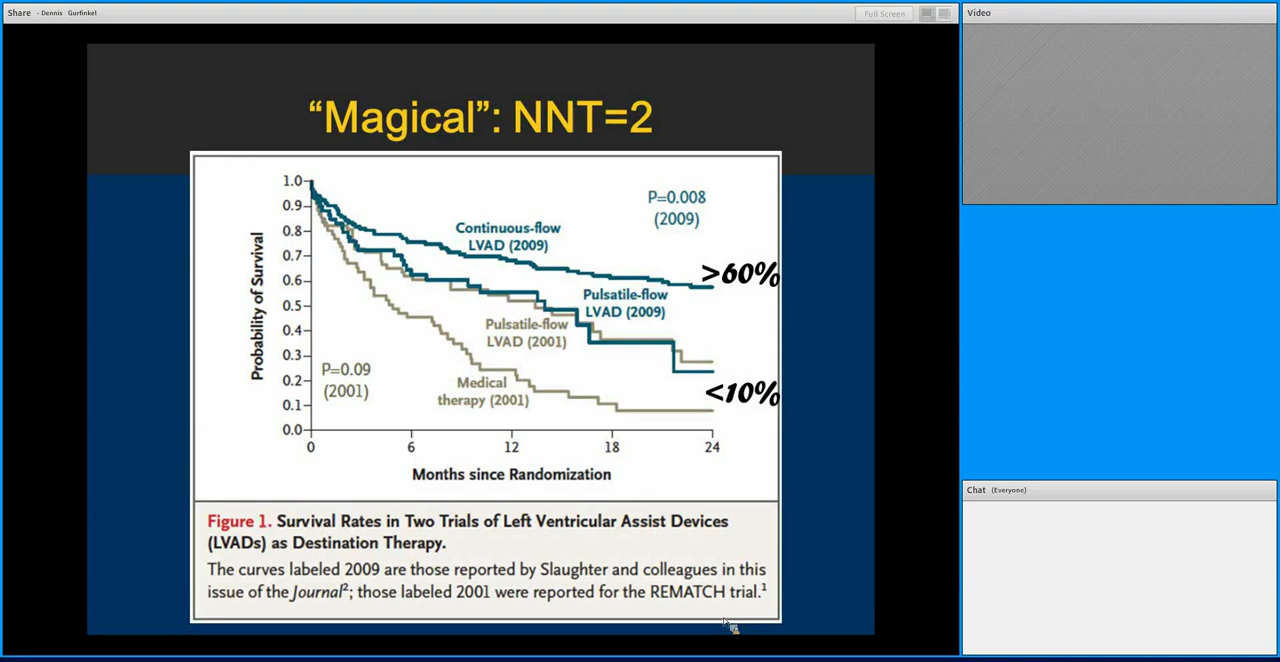 Share - Dennis Gurfinkel
Full Screen
Video
“Magical”: NNT=2
1.0
0.9
0.8
0.7
0.6
0.5
0.4
0.3
0.2
0.1
0.0
Probability of Survival
P=0.008
(2009)
Continuous-flow
LVAD (2009)
>60%
Pulsatile-flow
LVAD (2009)
Pulsatile-flow
LVAD (2001)
P=0.09
(2001)
Medical
therapy (2001)
<10%
0 6 12 18 24
Months since Randomization
Figure 1. Survival Rates in Two Trials of Left Ventricular Assist Devices
(LVADs) as Destination Therapy.
The curves labeled 2009 are those reported by Slaughter and colleagues in this
issue of the Journal²; those labeled 2001 were reported for the REMATCH trial.¹
Chat (Everyone)